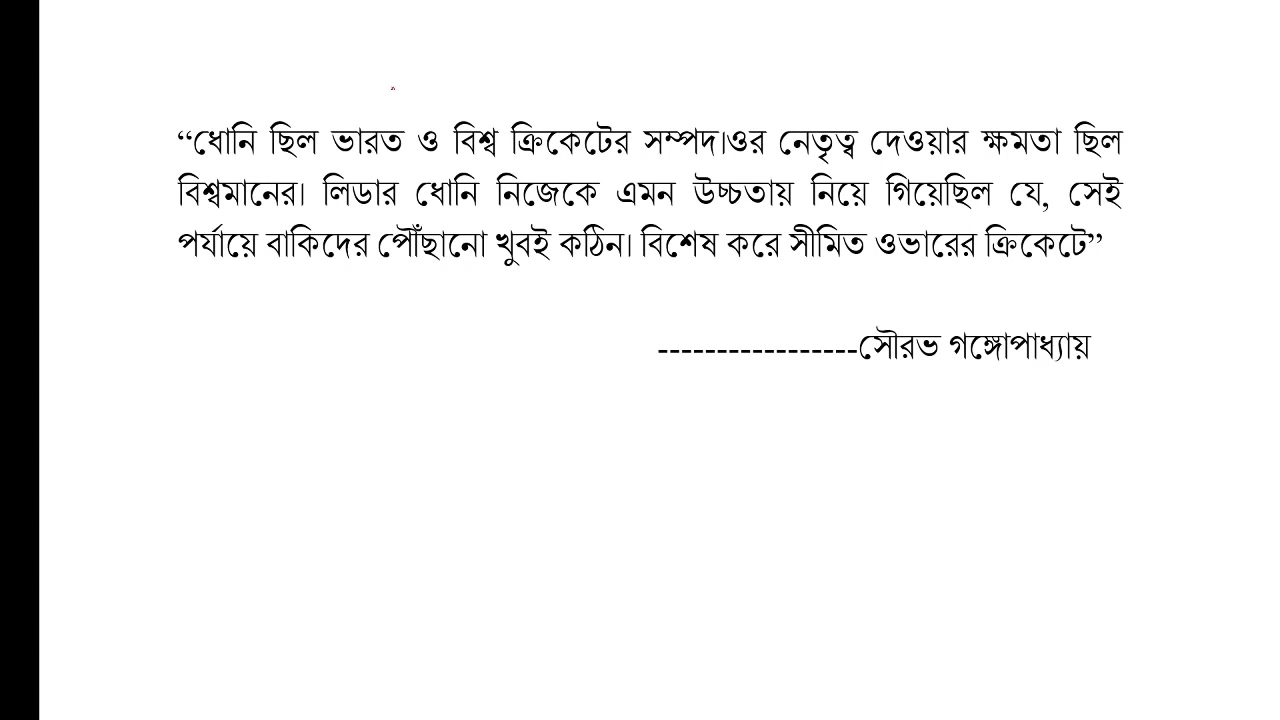 “ধোনি ছিল ভারত ও বিশ্ব ক্রিকেটের সম্পদ।ওর নেতৃত্ব দেওয়ার ক্ষমতা ছিল
বিশ্বমানের। লিডার ধোনি নিজেকে এমন উচ্চতায় নিয়ে গিয়েছিল যে, সেই
পর্যায়ে বাকিদের পৌঁছানো খুবই কঠিন। বিশেষ করে সীমিত ওভারের ক্রিকেটে”
-----------------সৌরভ গঙ্গোপাধ্যায়